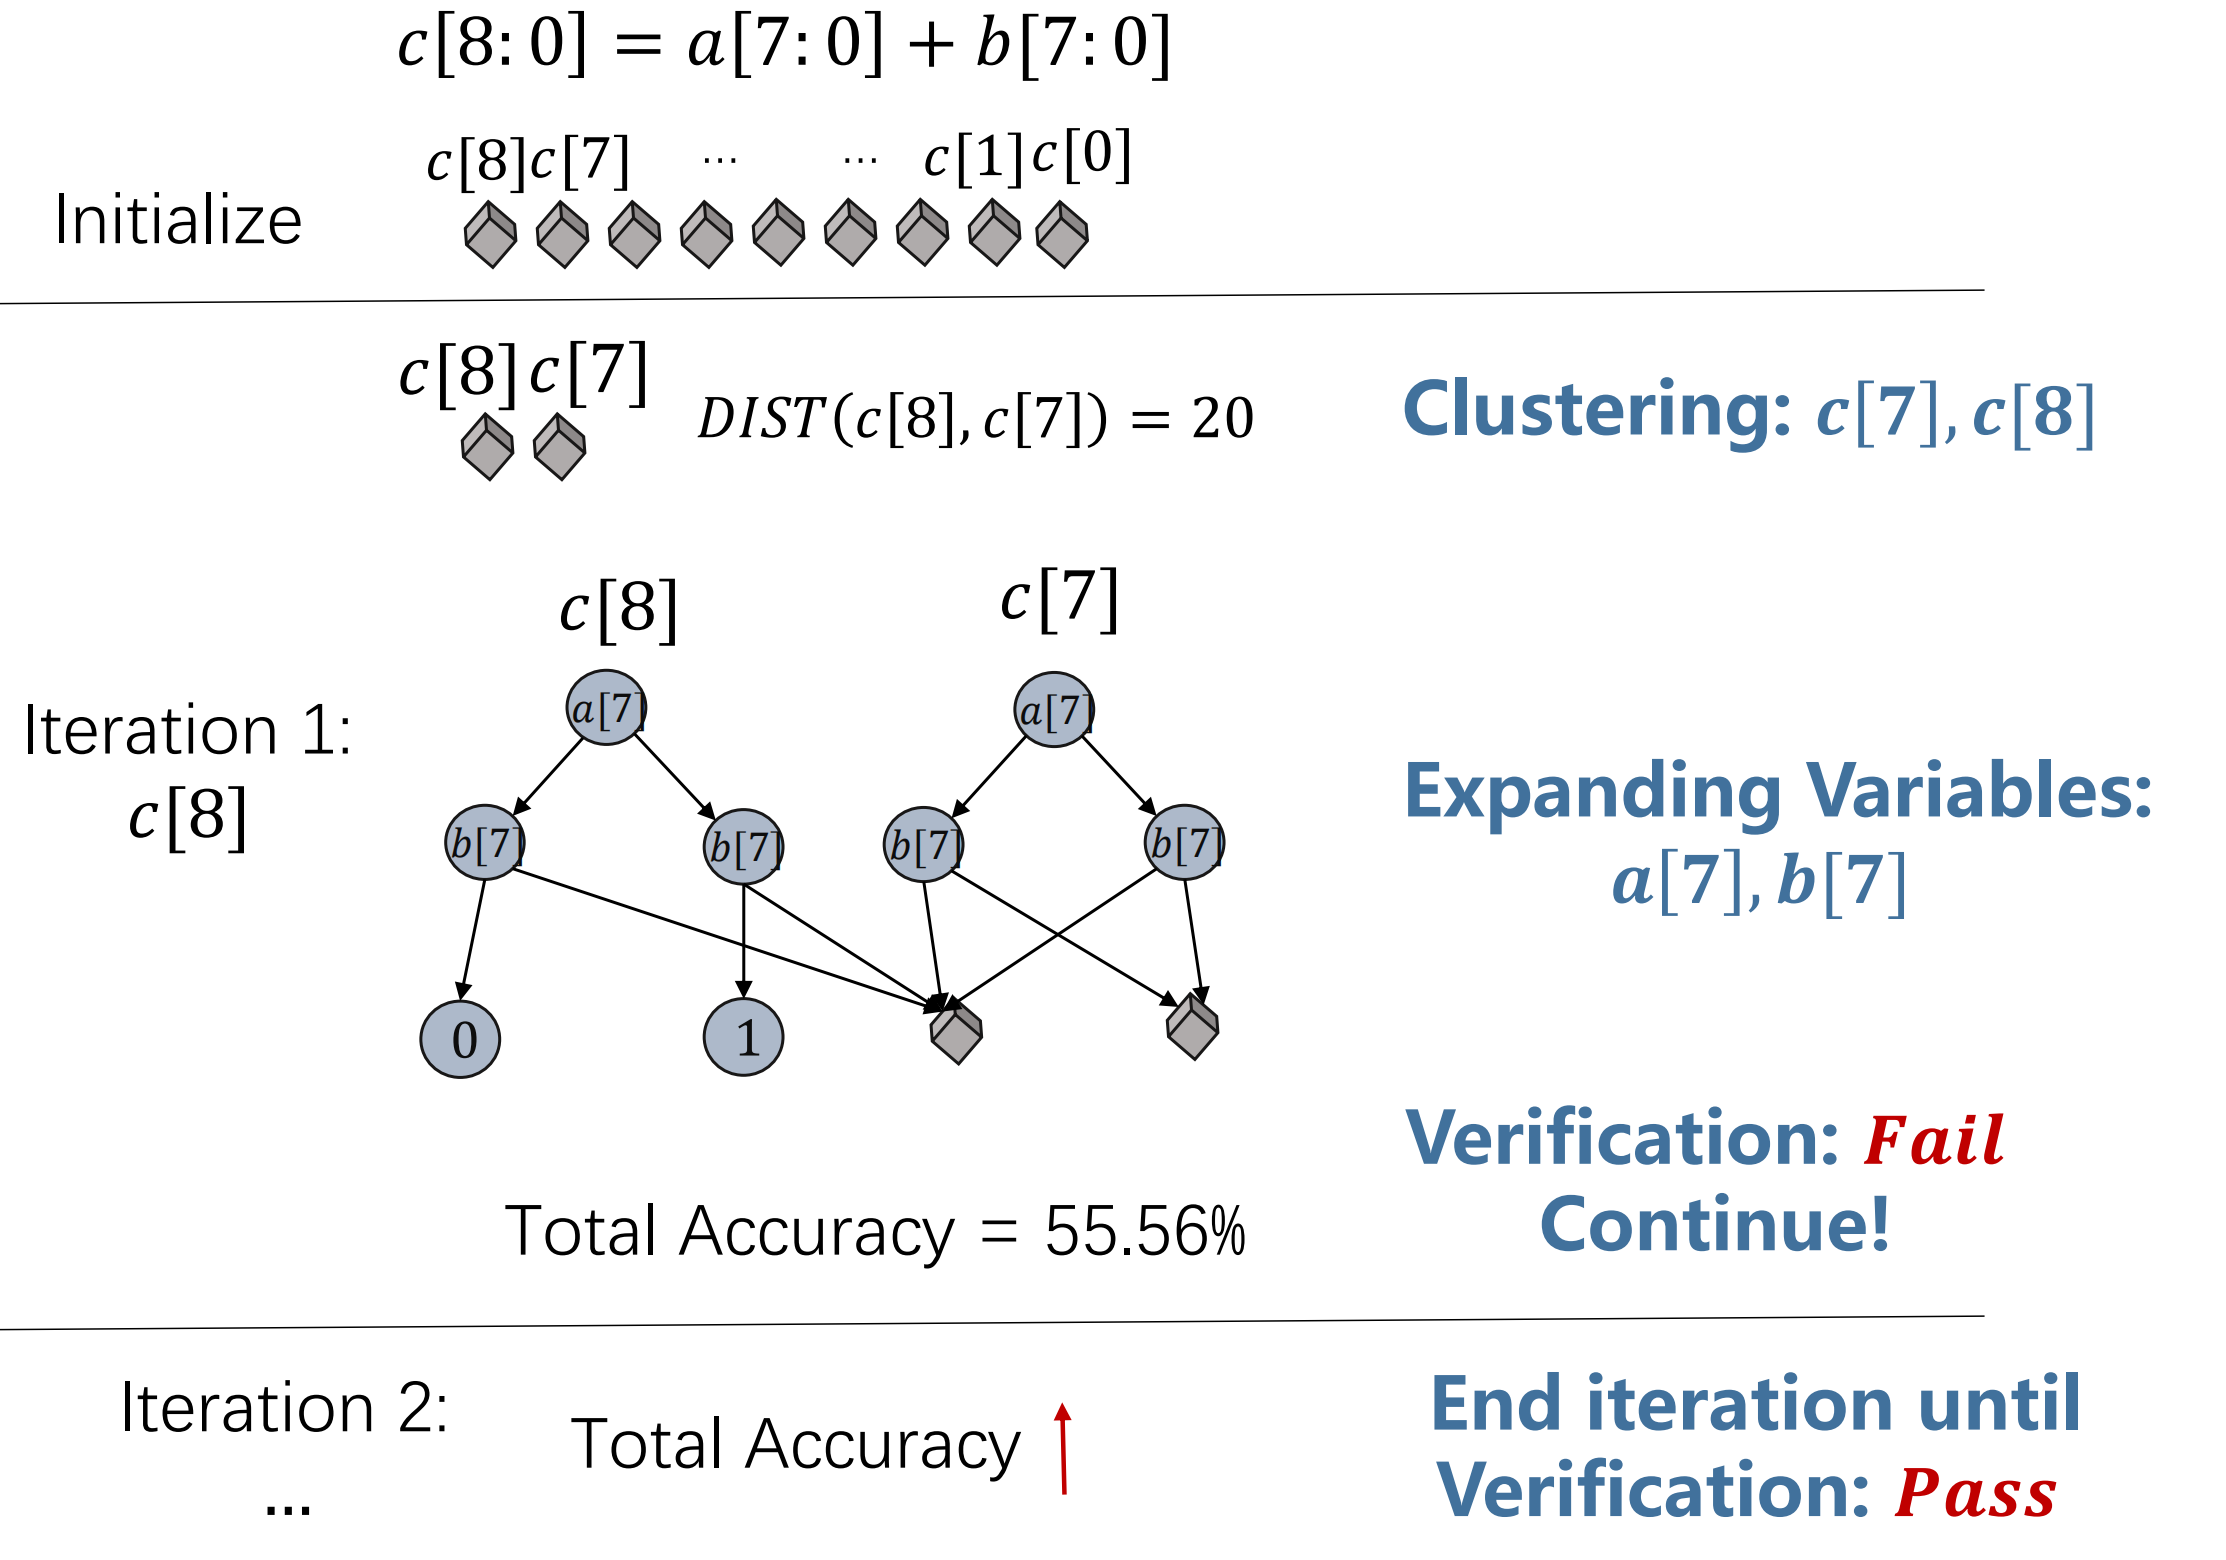 c[8:0] = a[7:0] + b[7:0]
c[8] c[7] … … c[1] c[0]
Initialize
c[8] c[7]
DIST(c[8], c[7]) = 20
Clustering: c[7], c[8]
c[8] c[7]
Iteration 1:
c[8]
a[7] a[7]
b[7] b[7] b[7] b[7]
0 1
Expanding Variables:
a[7], b[7]
Total Accuracy = 55.56%
Verification: Fail
Continue!
Iteration 2:
…
Total Accuracy
End iteration until
Verification: Pass